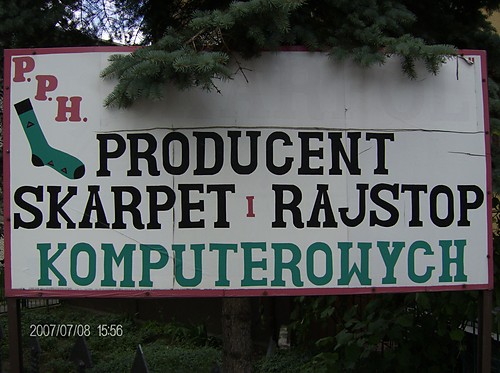 P.P.H.
PRODUCENT
SKARPET I RAJSTOP
KOMPUTEROWYCH
2007/07/08 15:56